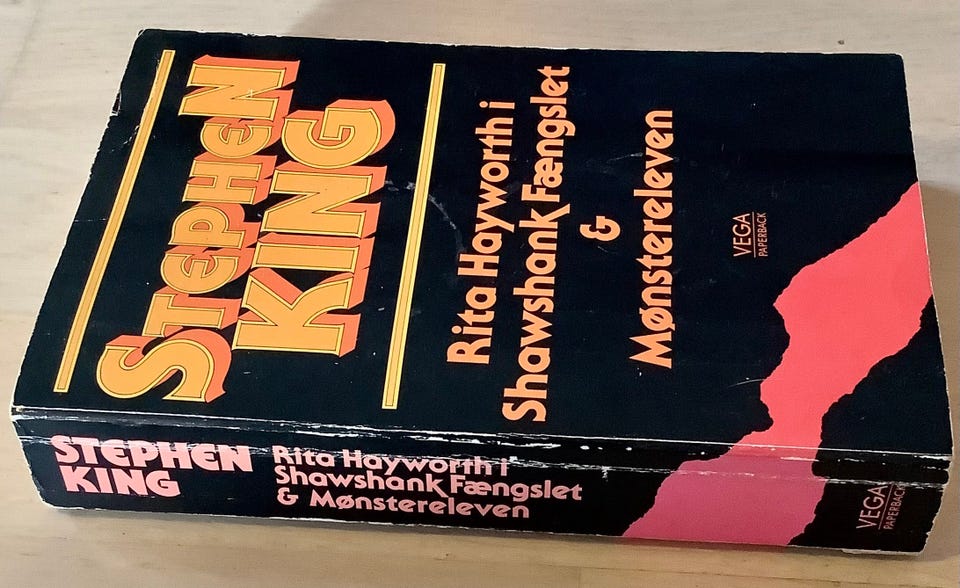 STEPHEN
KING
Rita Hayworth i
Shawshank Fængslet
&
Mønstereleven
VEGA
PAPERBACK
STEPHEN
KING
Rita Hayworth i
Shawshank Fængslet
& Mønstereleven
VEGA
PAPERBACK